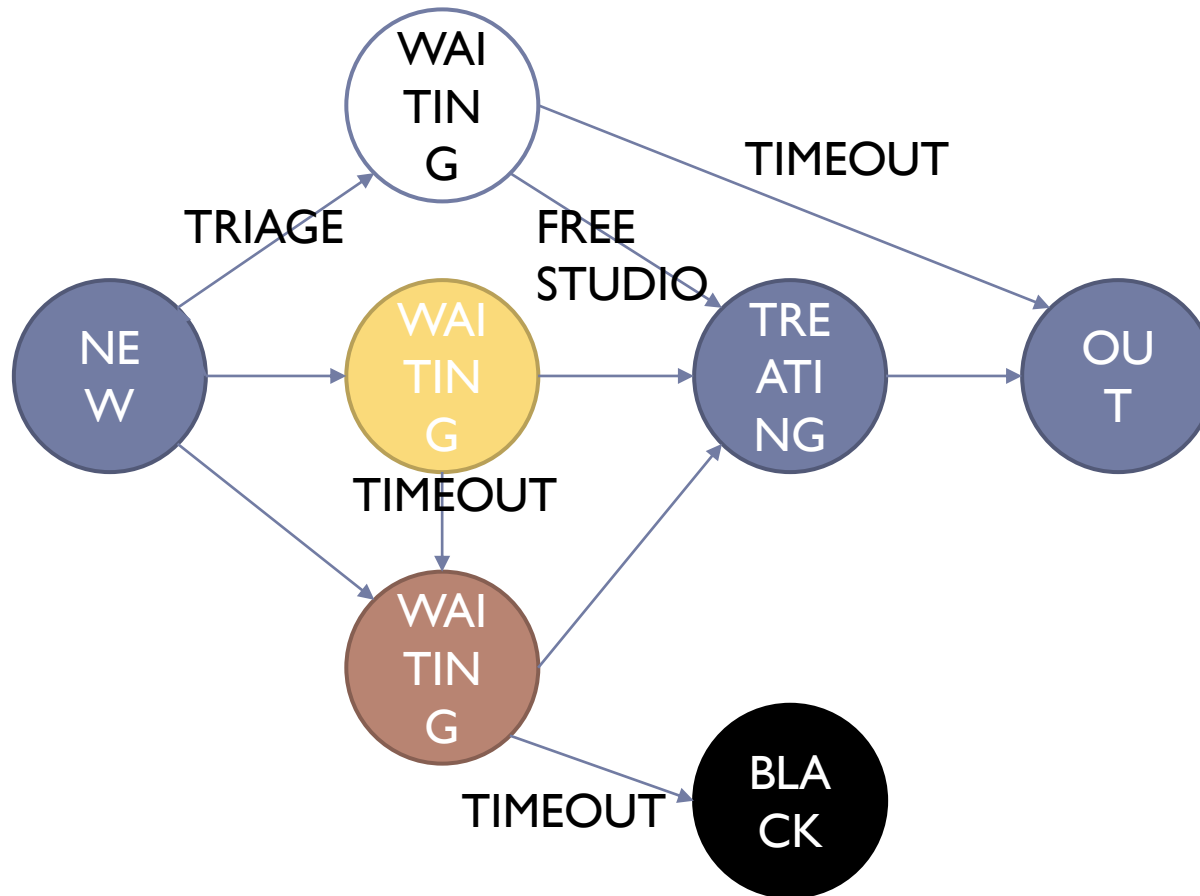 WAI
TIN
G
TIMEOUT
TRIAGE
FREE
STUDIO
NE
W
WAI
TIN
G
TRE
ATI
NG
OU
T
TIMEOUT
WAI
TIN
G
TIMEOUT
BLA
CK